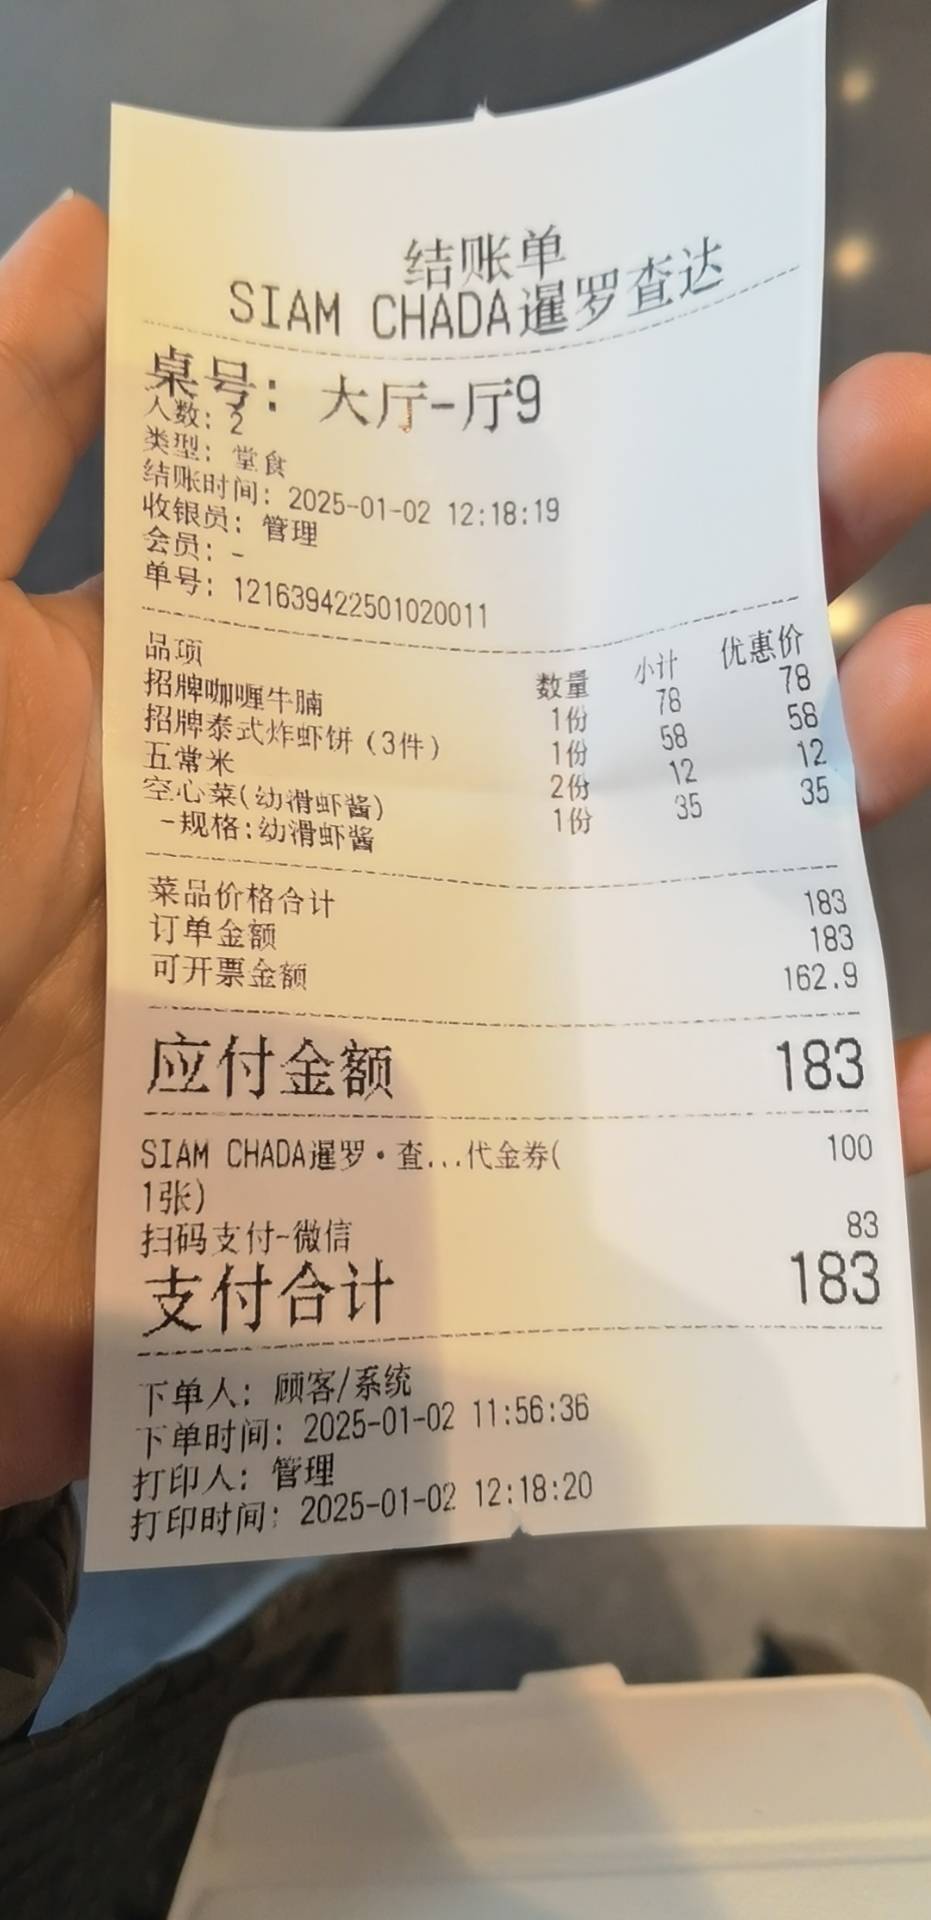 结账单
SIAM CHADA暹罗查达
桌号: 大厅-厅9
人数: 2
类型: 堂食
结账时间: 2025-01-02 12:18:19
收银员: 管理
会员: -
单号: 121639422501020011
品项 数量 小计 优惠价
招牌咖喱牛腩 1份 78 78
招牌泰式炸虾饼(3件) 1份 58 58
五常米 2份 12 12
空心菜(幼滑虾酱) 1份 35 35
-规格:幼滑虾酱
菜品价格合计 183
订单金额 183
可开票金额 162.9
应付金额 183
SIAM CHADA暹罗·查...代金券( 100
1张)
扫码支付-微信 83
支付合计 183
下单人: 顾客/系统
下单时间: 2025-01-02 11:56:36
打印人: 管理
打印时间: 2025-01-02 12:18:20